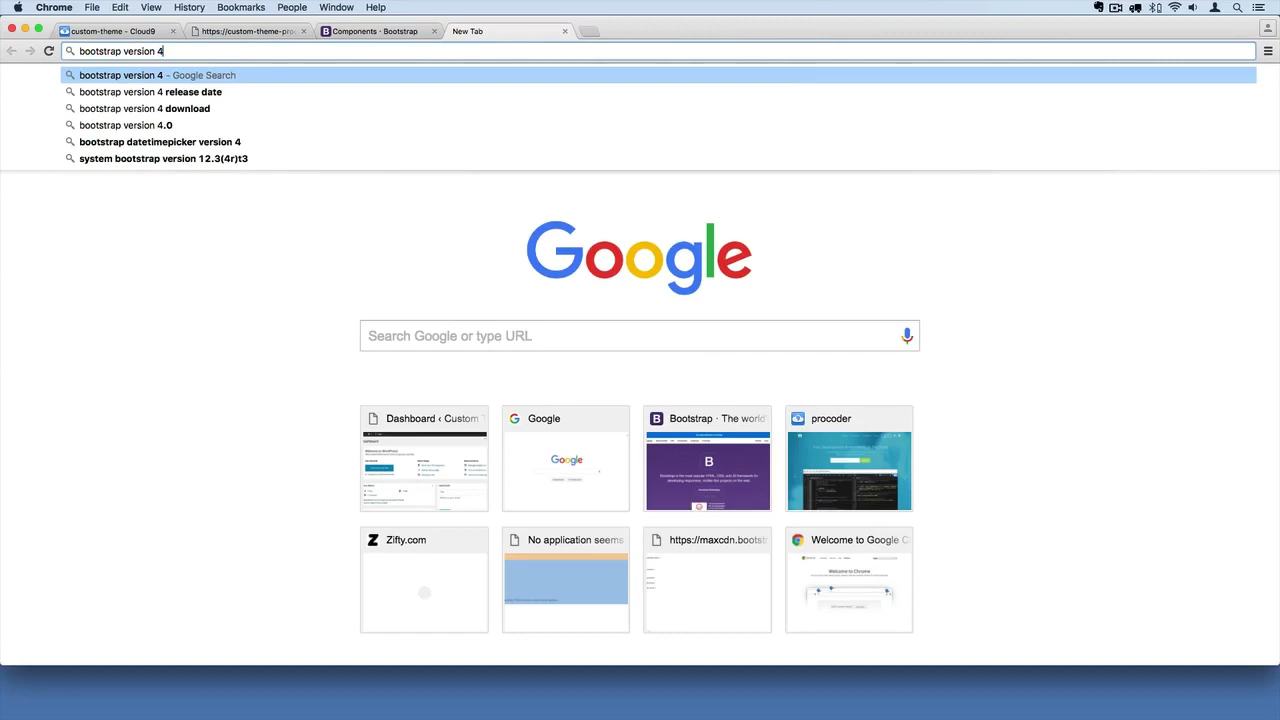 Chrome File Edit View History Bookmarks People Window Help
custom-theme - Cloud9
https://custom-theme-pro
Components · Bootstrap
New Tab
bootstrap version 4
bootstrap version 4 – Google Search
bootstrap version 4 release date
bootstrap version 4 download
bootstrap version 4.0
bootstrap datetimepicker version 4
system bootstrap version 12.3(4r)t3
Google
Search Google or type URL
Dashboard ‹ Custom
Google
Bootstrap · The world'
procoder
Google
B
Zifty.com
No application seems
https://maxcdn.bootst
Welcome to Google C
Welcome to Chrome